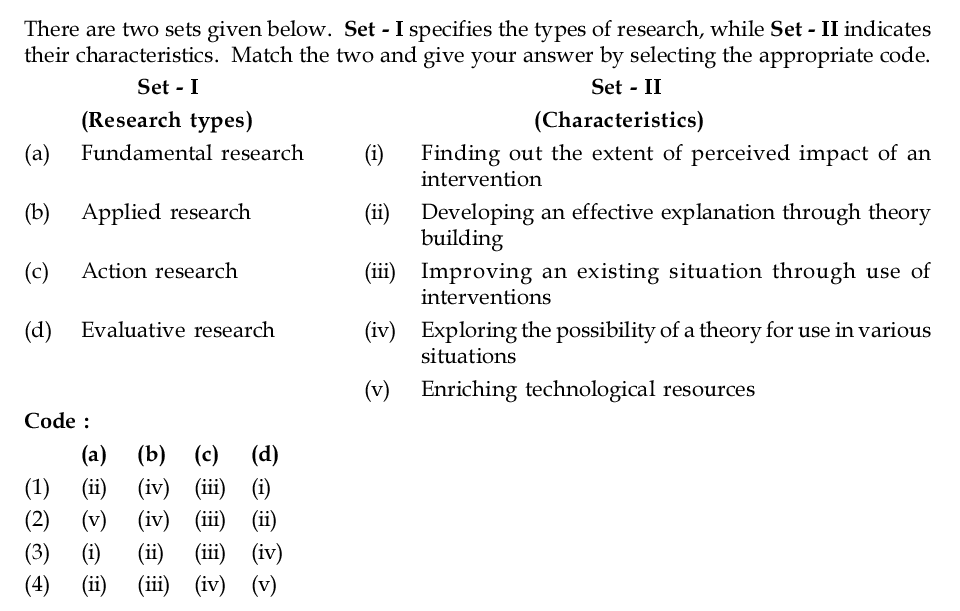 There are two sets given below. Set - I specifies the types of research, while Set - II indicates
their characteristics. Match the two and give your answer by selecting the appropriate code.
Set - I Set - II
(Research types) (Characteristics)
(a) Fundamental research (i) Finding out the extent of perceived impact of an
intervention
(b) Applied research (ii) Developing an effective explanation through theory
building
(c) Action research (iii) Improving an existing situation through use of
interventions
(d) Evaluative research (iv) Exploring the possibility of a theory for use in various
situations
(v) Enriching technological resources
Code :
(a) (b) (c) (d)
(1) (ii) (iv) (iii) (i)
(2) (v) (iv) (iii) (ii)
(3) (i) (ii) (iii) (iv)
(4) (ii) (iii) (iv) (v)